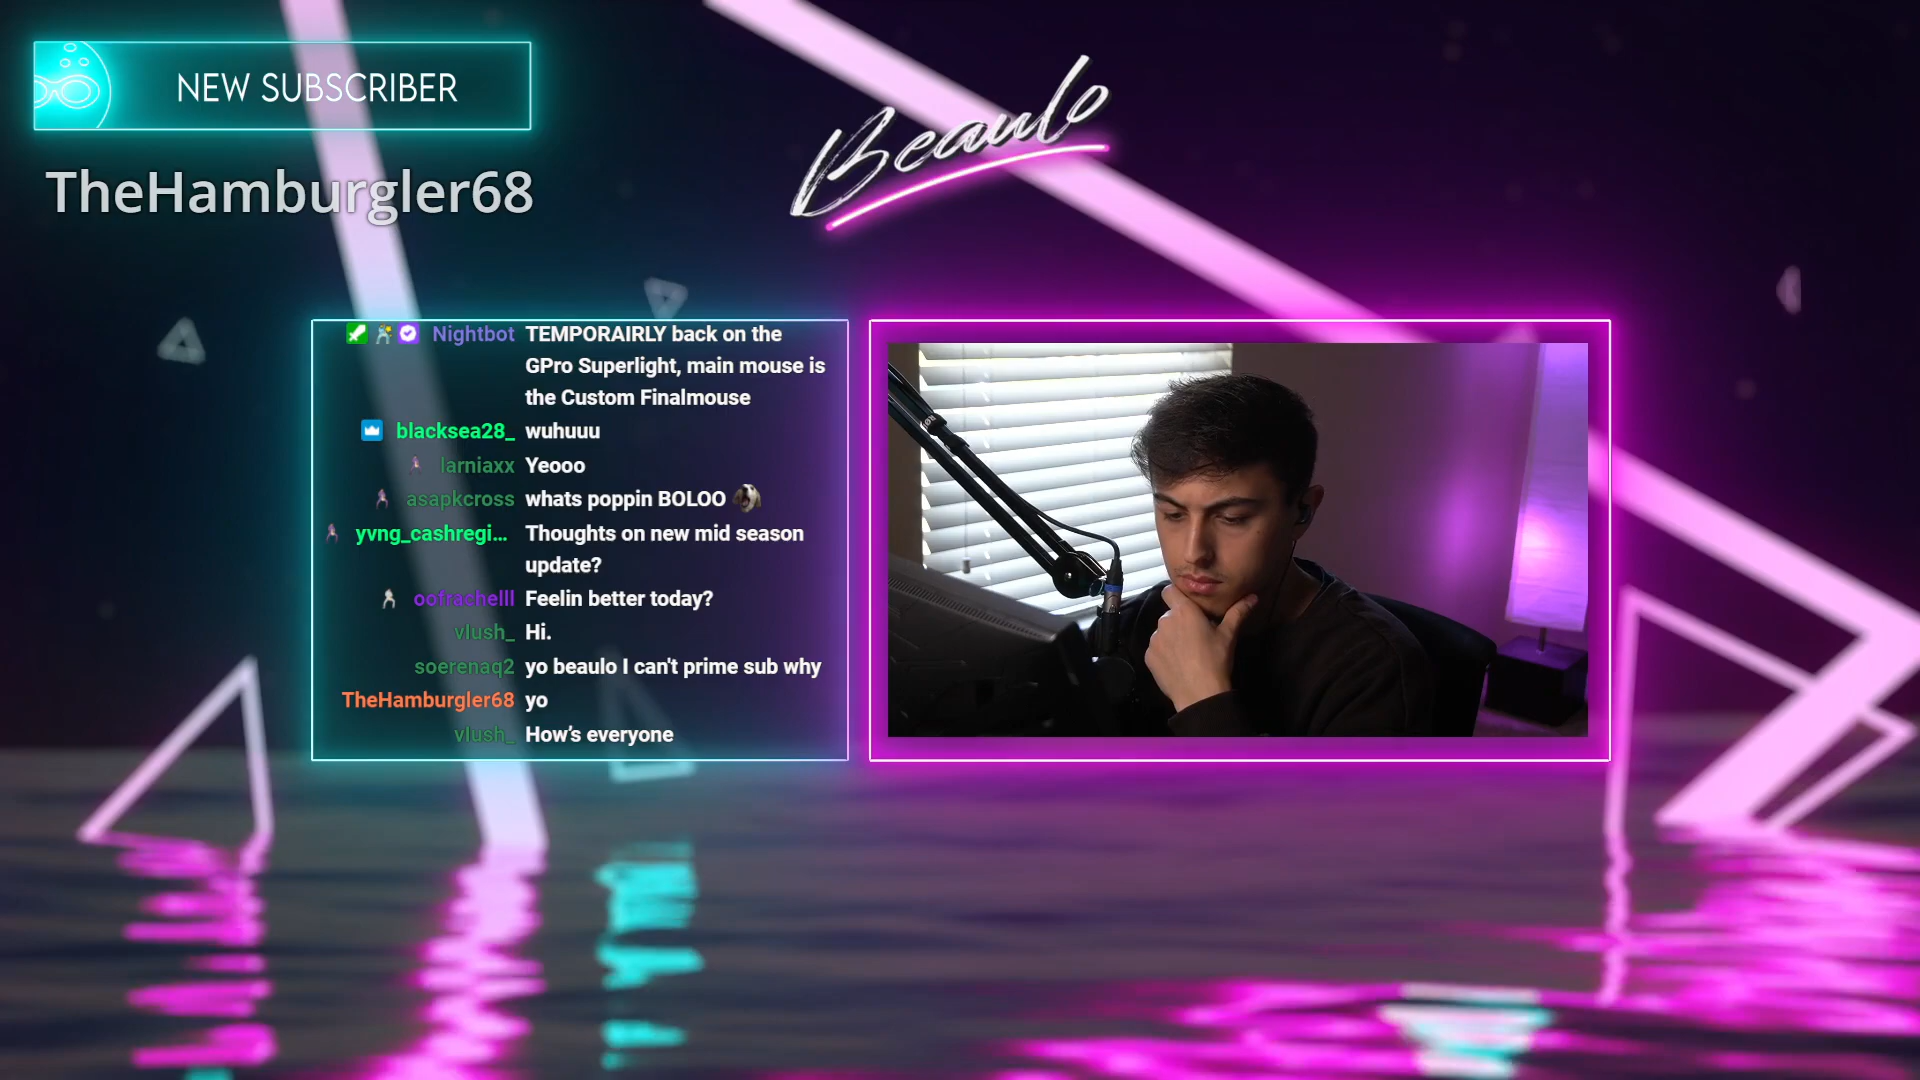 NEW SUBSCRIBER
TheHamburgler68
Beaulo
Nightbot TEMPORAIRLY back on the
GPro Superlight, main mouse is
the Custom Finalmouse
blacksea28_ wuhuuu
larniaxx Yeooo
asapkcross whats poppin BOLOO
yvng_cashregi... Thoughts on new mid season
update?
oofrachelll Feelin better today?
vlush_ Hi.
soerenaq2 yo beaulo I can't prime sub why
TheHamburgler68 yo
vlush_ How's everyone